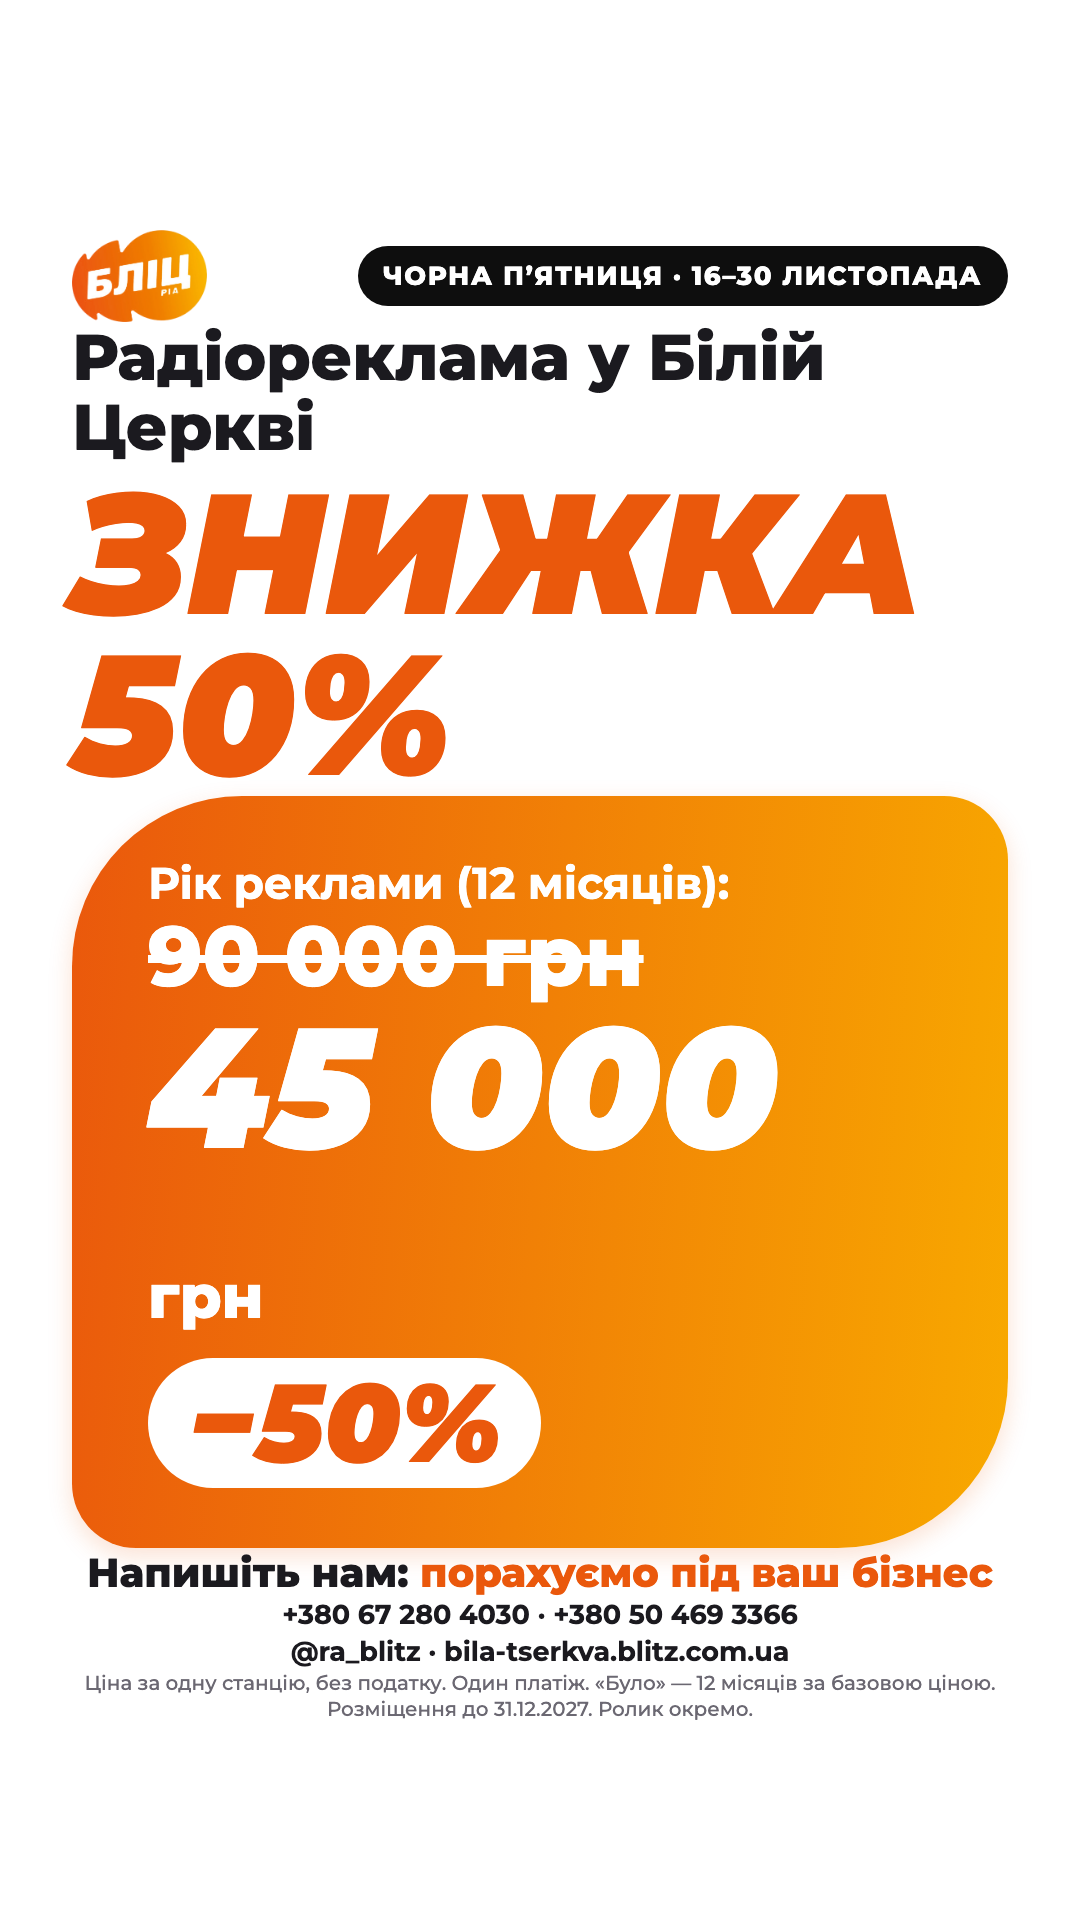 БЛІЦ
РІА
ЧОРНА П’ЯТНИЦЯ · 16–30 ЛИСТОПАДА
Радіореклама у Білій
Церкві
ЗНИЖКА
50%
Рік реклами (12 місяців):
90 000 грн
45 000
грн
−50%
Напишіть нам: порахуємо під ваш бізнес
+380 67 280 4030 · +380 50 469 3366
@ra_blitz · bila-tserkva.blitz.com.ua
Ціна за одну станцію, без податку. Один платіж. «Було» — 12 місяців за базовою ціною.
Розміщення до 31.12.2027. Ролик окремо.